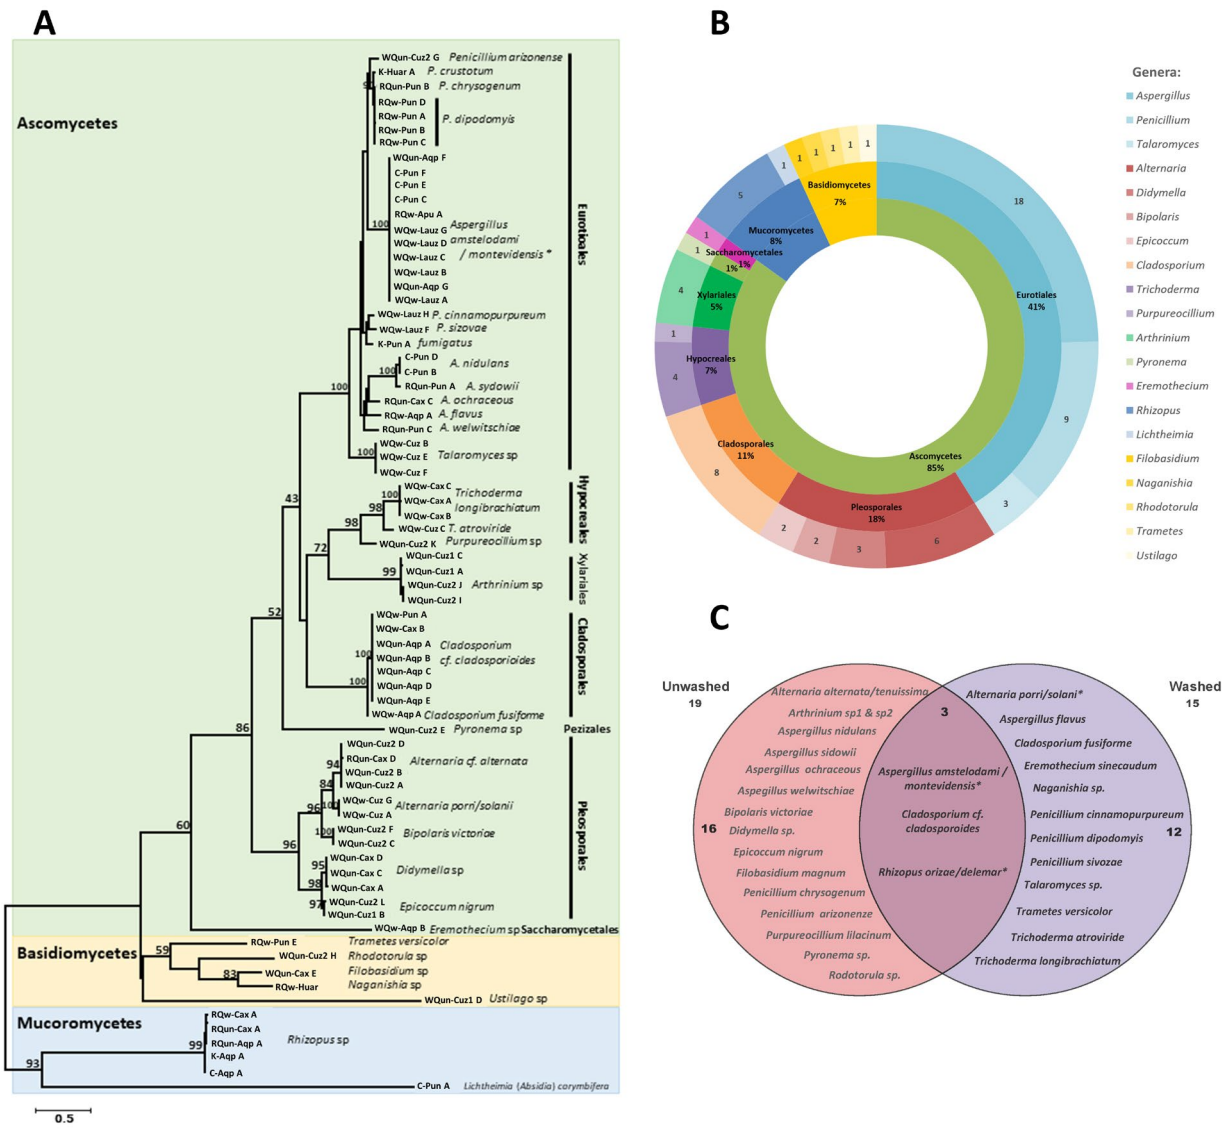 A
Ascomycetes
WQun-Cuz2 G Penicillium arizonense
K-Huar A P. crustotum
RQun-Pun B P. chrysogenum
RQw-Pun D
RQw-Pun A P. dipodomyis
RQw-Pun B
RQw-Pun C
WQun-Aqp F
C-Pun F
C-Pun E
C-Pun C
RQw-Apu A
100 WQw-Lauz G Aspergillus
WQw-Lauz D amstelodami
WQw-Lauz C / montevidensis *
WQw-Lauz B
WQun-Aqp G
WQw-Lauz A
WQw-Lauz H P. cinnamopurpureum
WQw-Lauz F P. sizovae
K-Pun A fumigatus
C-Pun D A. nidulans
100 C-Pun B
100 RQun-Pun A A. sydowii
RQun-Cax C A. ochraceous
RQw-Aqp A A. flavus
RQun-Pun C A. welwitschiae
WQw-Cuz B
100 WQw-Cuz E Talaromyces sp
WQw-Cuz F
Eurotioales
WQw-Cax C Trichoderma
100 WQw-Cax A longibrachiatum
43 98 WQw-Cax B
98 WQw-Cuz C T. atroviride
WQun-Cuz2 K Purpureocillium sp
Hypocreales
72 WQun-Cuz1 C
99 WQun-Cuz1 A
WQun-Cuz2 J Arthrinium sp
WQun-Cuz2 I
Xylariales
52 WQw-Pun A
WQw-Cax B
WQun-Aqp A Cladosporium
100 WQun-Aqp B cf. cladosporioides
WQun-Aqp C
100 WQun-Aqp D
WQun-Aqp E
WQw-Aqp A Cladosporium fusiforme
Cladosporales
86 WQun-Cuz2 E Pyronema sp Pezizales
WQun-Cuz2 D
94 RQun-Cax D Alternaria cf. alternata
WQun-Cuz2 B
84 WQun-Cuz2 A
96 WQw-Cuz G Alternaria porri/solanii
WQw-Cuz A
60 100 WQun-Cuz2 F Bipolaris victoriae
96 WQun-Cuz2 C
95 WQun-Cax D
WQun-Cax C Didymella sp
98 WQun-Cax A
97 WQun-Cuz2 L Epicoccum nigrum
WQun-Cuz1 B
Pleosporales
WQw-Aqp B Eremothecium sp Saccharomycetales
Basidiomycetes
59 RQw-Pun E Trametes versicolor
WQun-Cuz2 H Rhodotorula sp
83 WQun-Cax E Filobasidium sp
RQw-Huar Naganishia sp
WQun-Cuz1 D Ustilago sp
Mucoromycetes
RQw-Cax A
RQun-Cax A
99 RQun-Aqp A Rhizopus sp
K-Aqp A
93 C-Aqp A
C-Pun A Lichtheimia (Absidia) corymbifera
0.5
B
1 1 1 1 1 1
5
18
Basidiomycetes
7%
Mucoromycetes
8%
1
Saccharomycetales
1%
1 1%
4
Xylariales
5%
Eurotiales
41%
1
Hypocreales
7%
4
9
Cladosporales
11%
8
Ascomycetes
85%
Pleosporales
18%
3
2 2 3 6
Genera:
Aspergillus
Penicillium
Talaromyces
Alternaria
Didymella
Bipolaris
Epicoccum
Cladosporium
Trichoderma
Purpureocillium
Arthrinium
Pyronema
Eremothecium
Rhizopus
Lichtheimia
Filobasidium
Naganishia
Rhodotorula
Trametes
Ustilago
C
Unwashed
19
Washed
15
Alternaria alternata/tenuissima
Arthrinium sp1 & sp2
Aspergillus nidulans
Aspergillus sidowii
Aspergillus ochraceous
Aspegillus welwitschiae
Bipolaris victoriae
16
Didymella sp.
Epicoccum nigrum
Filobasidium magnum
Penicillium chrysogenum
Penicillium arizonenze
Purpureocillium lilacinum
Pyronema sp.
Rodotorula sp.
3
Aspergillus amstelodami /
montevidensis*
Cladosporium cf.
cladosporoides
Rhizopus orizae/delemar*
Alternaria porri/solani*
Aspergillus flavus
Cladosporium fusiforme
Eremothecium sinecaudum
Naganishia sp.
Penicillium cinnamopurpureum
12
Penicillium dipodomyis
Penicillium sivozae
Talaromyces sp.
Trametes versicolor
Trichoderma atroviride
Trichoderma longibrachiatum